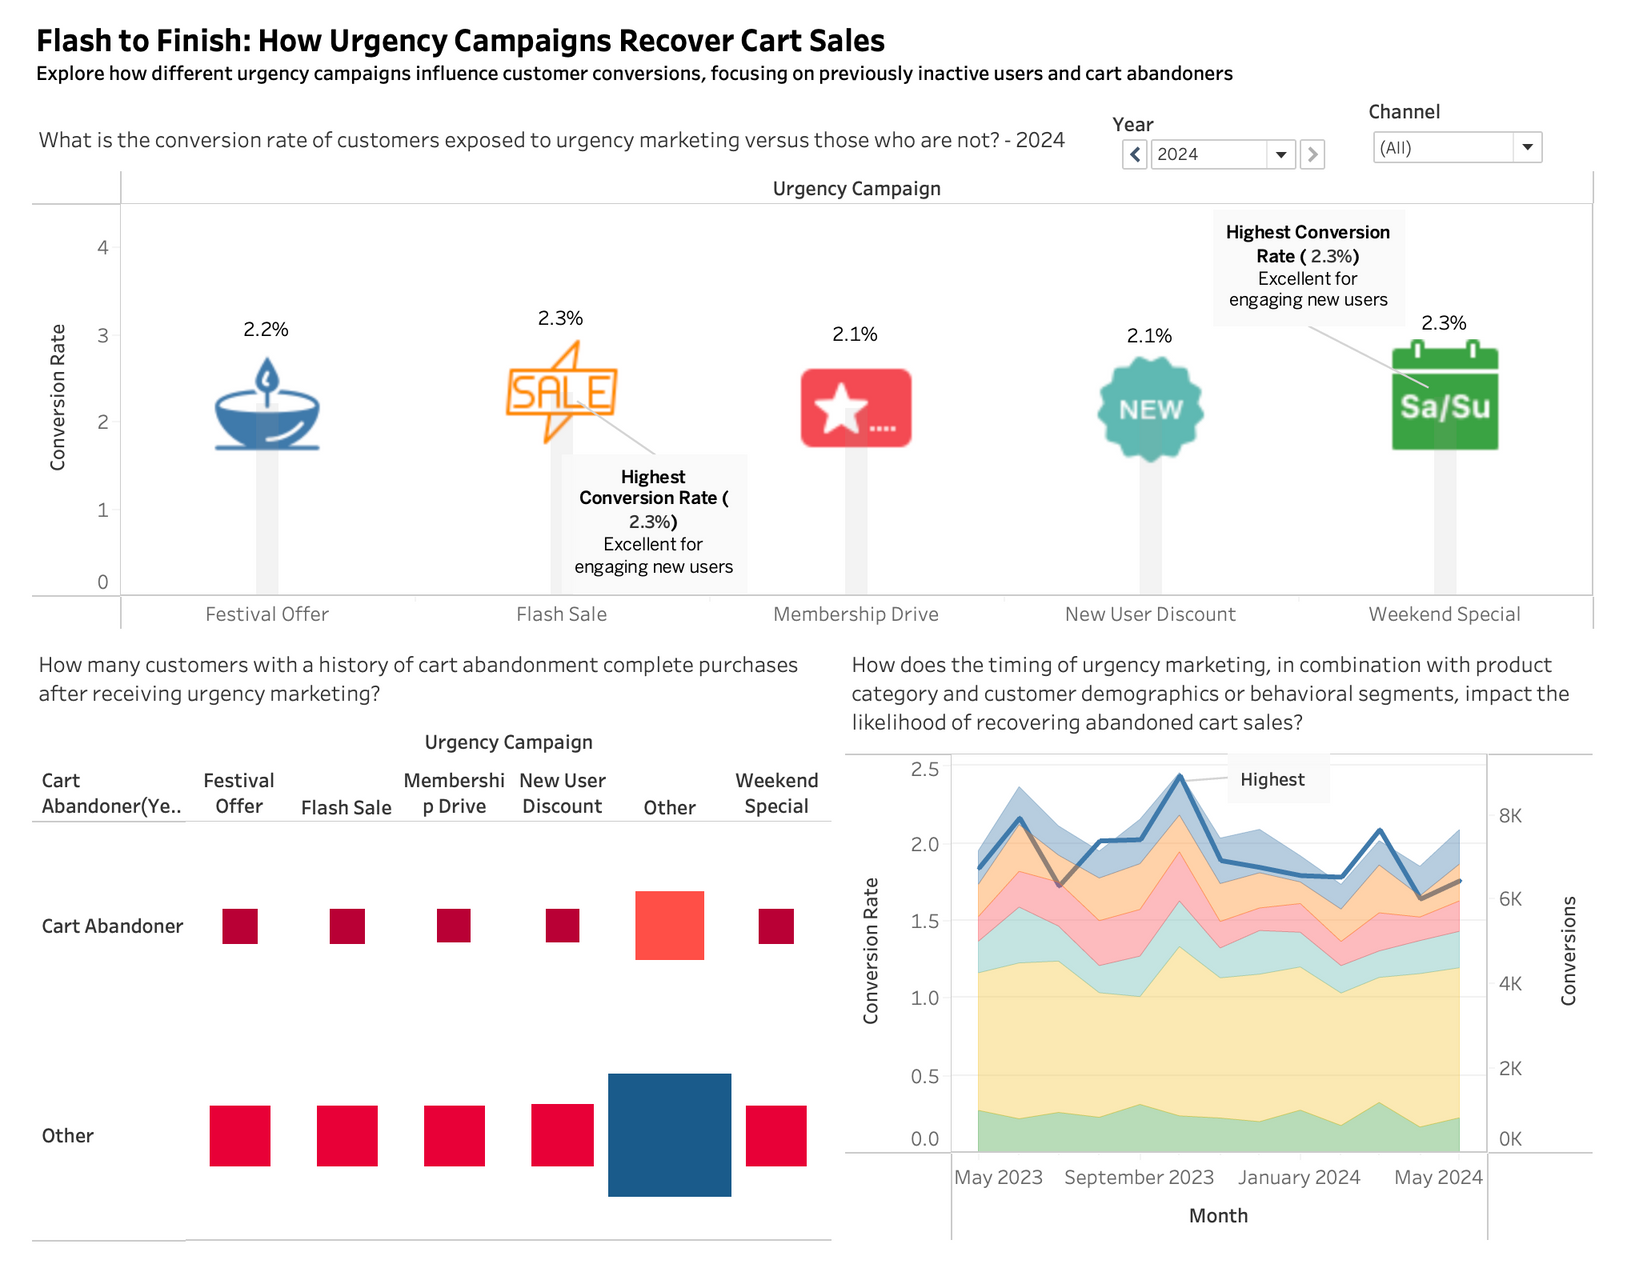 Flash to Finish: How Urgency Campaigns Recover Cart Sales
Explore how different urgency campaigns influence customer conversions, focusing on previously inactive users and cart abandoners
What is the conversion rate of customers exposed to urgency marketing versus those who are not? - 2024
Year
2024
Channel
(All)
Urgency Campaign
Conversion Rate
4
3
2
1
0
2.2%
2.3%
2.1%
2.1%
2.3%
SALE
NEW
Sa/Su
Highest Conversion
Rate ( 2.3%)
Excellent for
engaging new users
Highest
Conversion Rate (
2.3%)
Excellent for
engaging new users
Festival Offer
Flash Sale
Membership Drive
New User Discount
Weekend Special
How many customers with a history of cart abandonment complete purchases
after receiving urgency marketing?
Urgency Campaign
Cart
Abandoner(Ye..
Festival
Offer
Flash Sale
Membershi
p Drive
New User
Discount
Other
Weekend
Special
Cart Abandoner
Other
How does the timing of urgency marketing, in combination with product
category and customer demographics or behavioral segments, impact the
likelihood of recovering abandoned cart sales?
Conversion Rate
2.5
2.0
1.5
1.0
0.5
0.0
Highest
8K
6K
4K
2K
0K
Conversions
May 2023
September 2023
January 2024
May 2024
Month